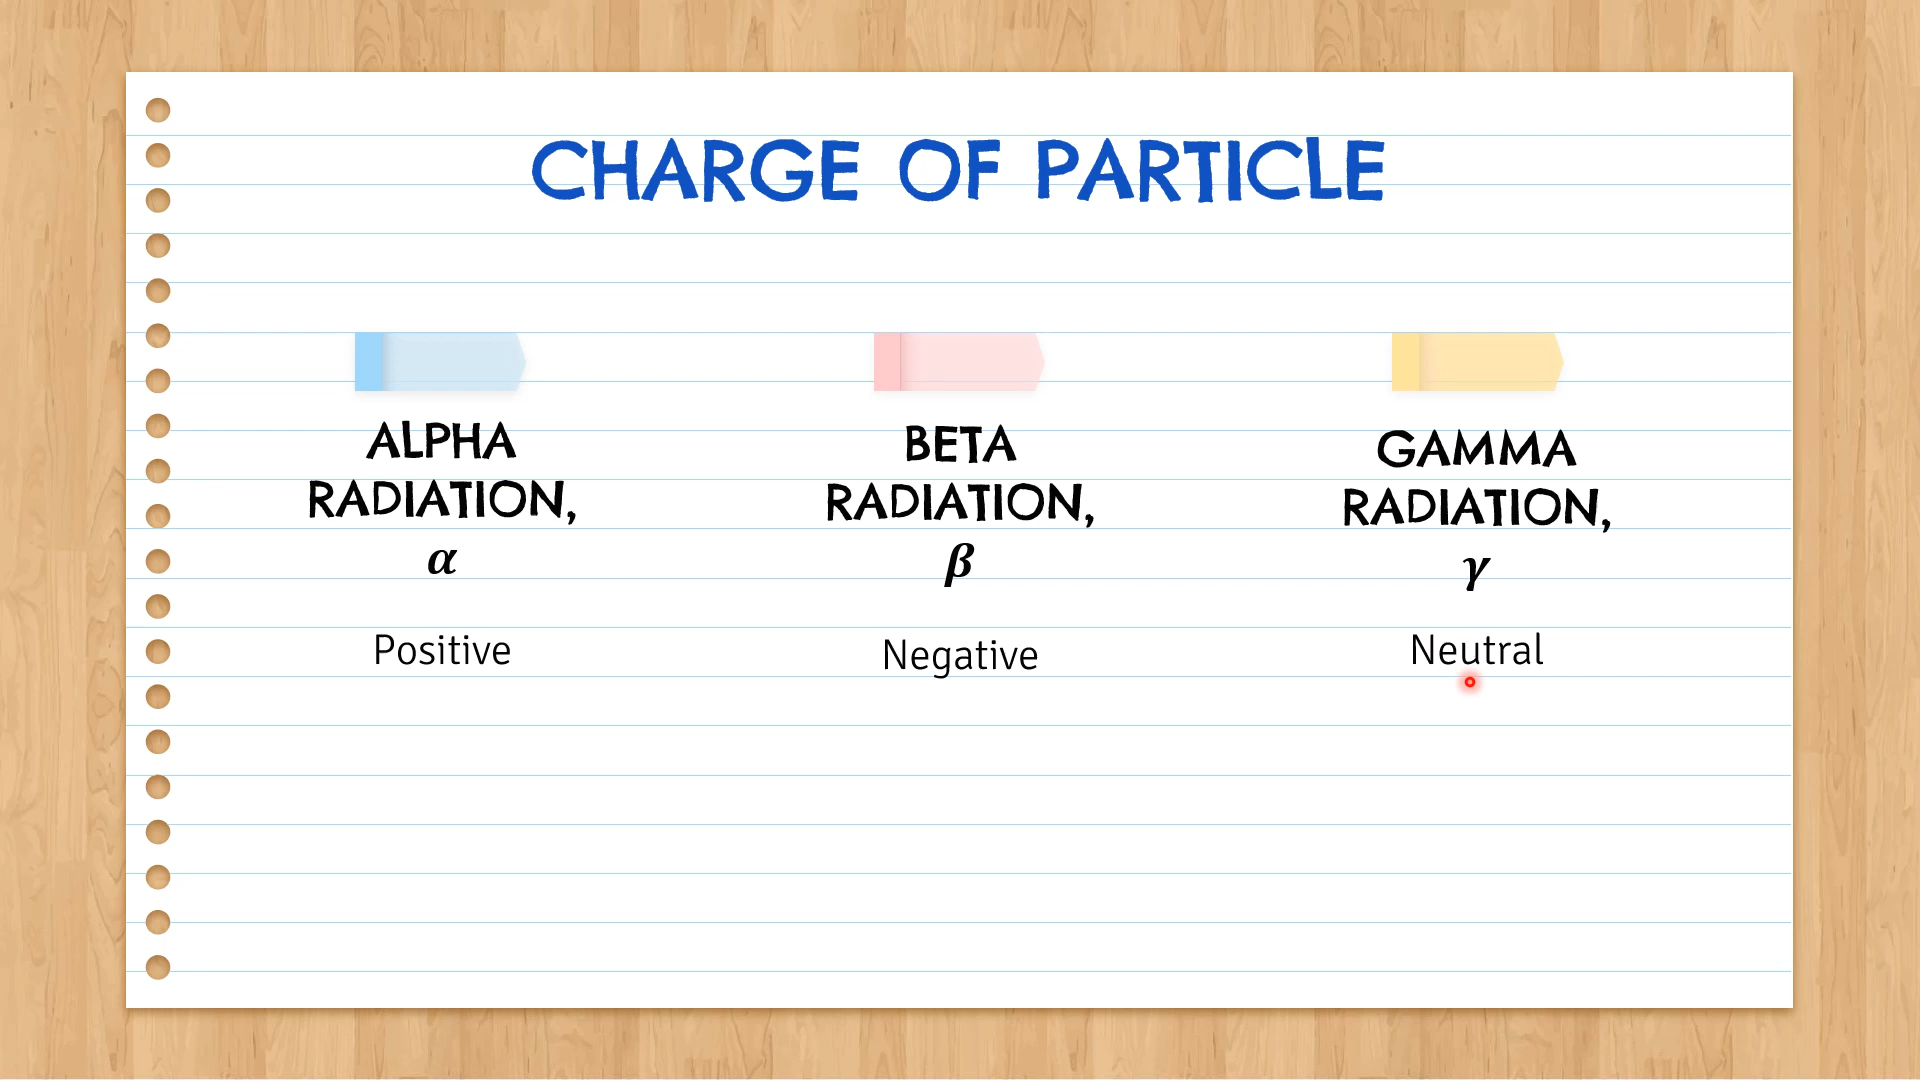 CHARGE OF PARTICLE
ALPHA
RADIATION,
α
Positive
BETA
RADIATION,
β
Negative
GAMMA
RADIATION,
γ
Neutral